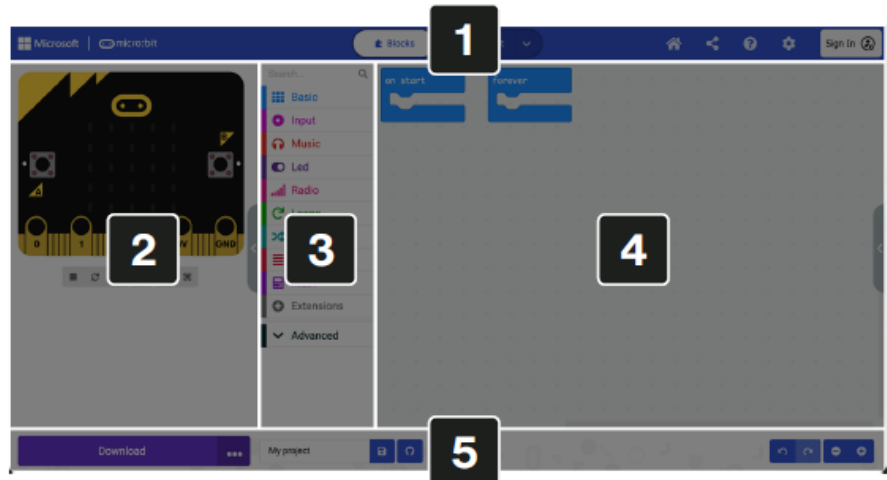 1
Microsoft | micro:bit
Blocks
Sign In
Search...
Basic
Input
Music
Led
Radio
Extensions
Advanced
on start
forever
B
A
0 1 GND
2
3
4
Download ...
My project
5